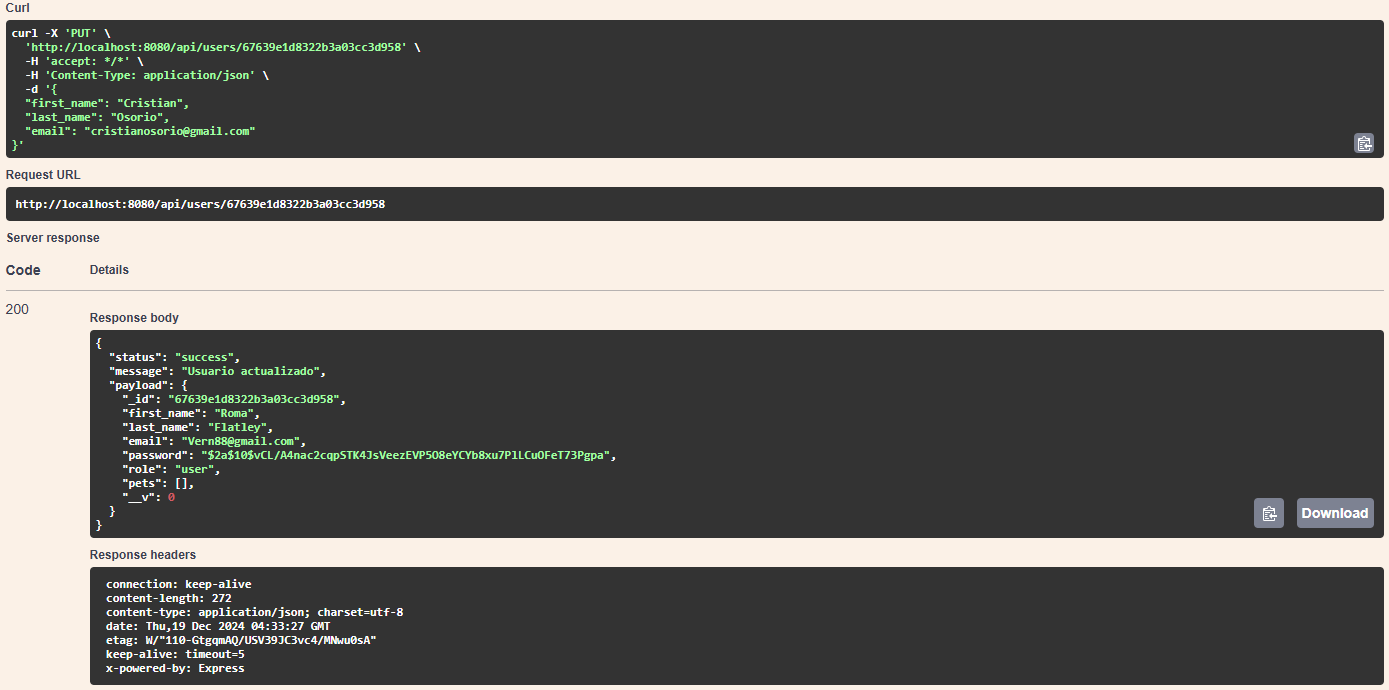 Curl
curl -X 'PUT' \
  'http://localhost:8080/api/users/67639e1d8322b3a03cc3d958' \
  -H 'accept: */*' \
  -H 'Content-Type: application/json' \
  -d '{
  "first_name": "Cristian",
  "last_name": "Osorio",
  "email": "cristianosorio@gmail.com"
}'
Request URL
http://localhost:8080/api/users/67639e1d8322b3a03cc3d958
Server response
Code Details
200
Response body
{
  "status": "success",
  "message": "Usuario actualizado",
  "payload": {
    "_id": "67639e1d8322b3a03cc3d958",
    "first_name": "Roma",
    "last_name": "Flatley",
    "email": "Vern88@gmail.com",
    "password": "$2a$10$vCL/A4nac2cqpSTK4JsVeezEVP5O8eYCYb8xu7PlLCuOFeT73Pgpa",
    "role": "user",
    "pets": [],
    "__v": 0
  }
}
Download
Response headers
connection: keep-alive
content-length: 272
content-type: application/json; charset=utf-8
date: Thu,19 Dec 2024 04:33:27 GMT
etag: W/"110-GtgqmAQ/USV39JC3vc4/MNwu0sA"
keep-alive: timeout=5
x-powered-by: Express